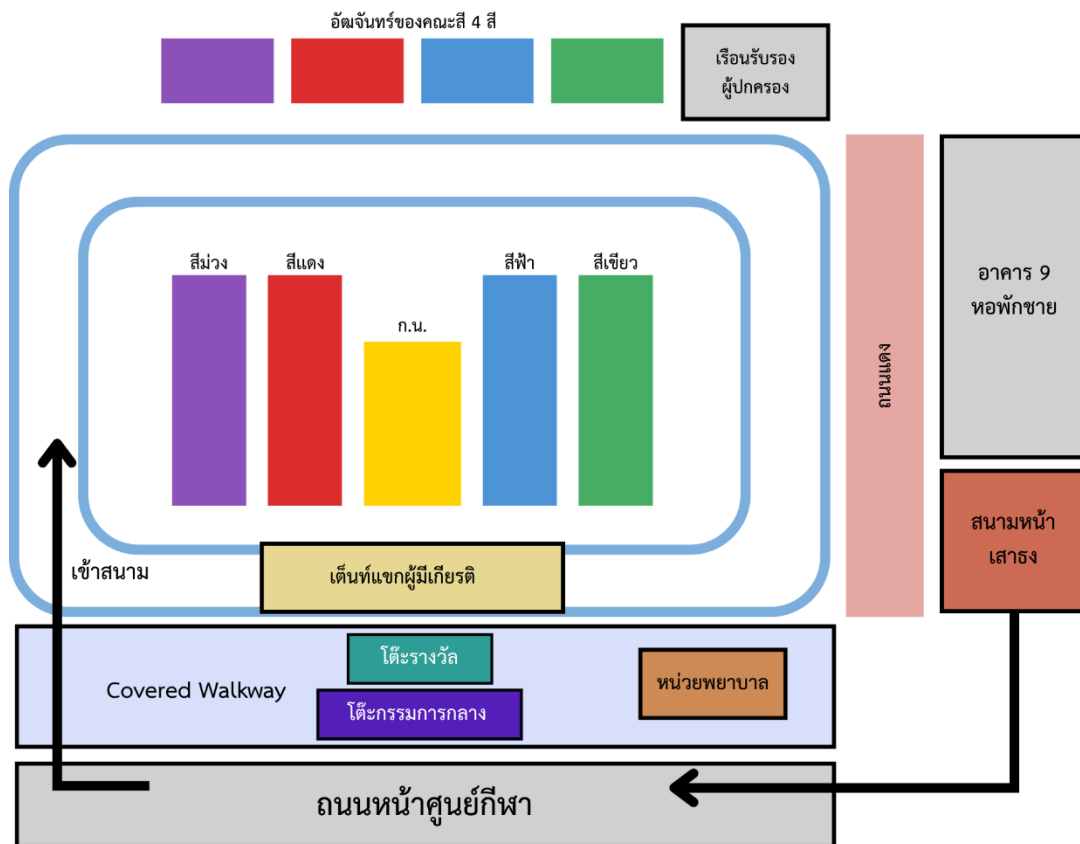 อัฒจันทร์ของคณะสี 4 สี
เรือนรับรอง
ผู้ปกครอง
สีม่วง
สีแดง
สีฟ้า
สีเขียว
ก.น.
ถนนแดง
อาคาร 9
หอพักชาย
สนามหน้า
เสาธง
เข้าสนาม
เต็นท์แขกผู้มีเกียรติ
โต๊ะรางวัล
Covered Walkway
หน่วยพยาบาล
โต๊ะกรรมการกลาง
ถนนหน้าศูนย์กีฬา